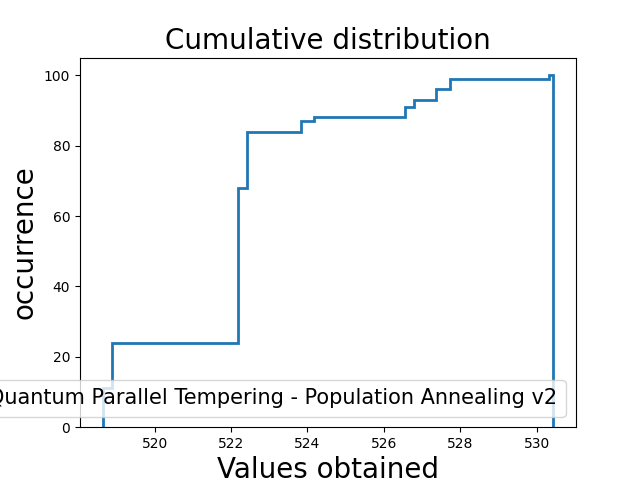 Cumulative distribution
100
80
60
40
20
0
occurrence
Quantum Parallel Tempering - Population Annealing v2
520 522 524 526 528 530
Values obtained